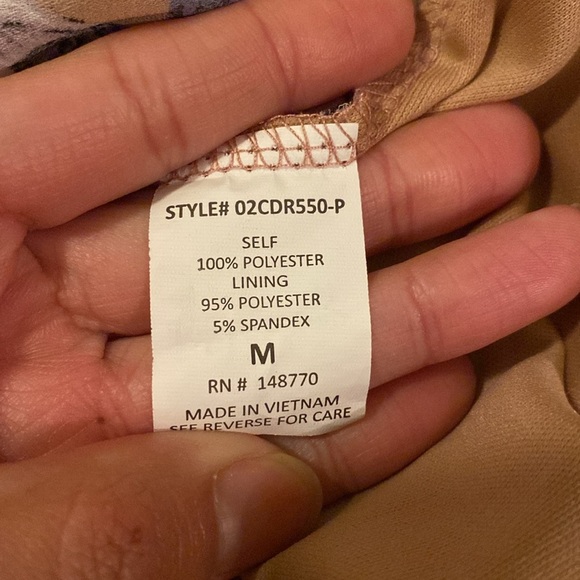 STYLE# 02CDR550-P
SELF
100% POLYESTER
LINING
95% POLYESTER
5% SPANDEX
M
RN # 148770
MADE IN VIETNAM
SEE REVERSE FOR CARE